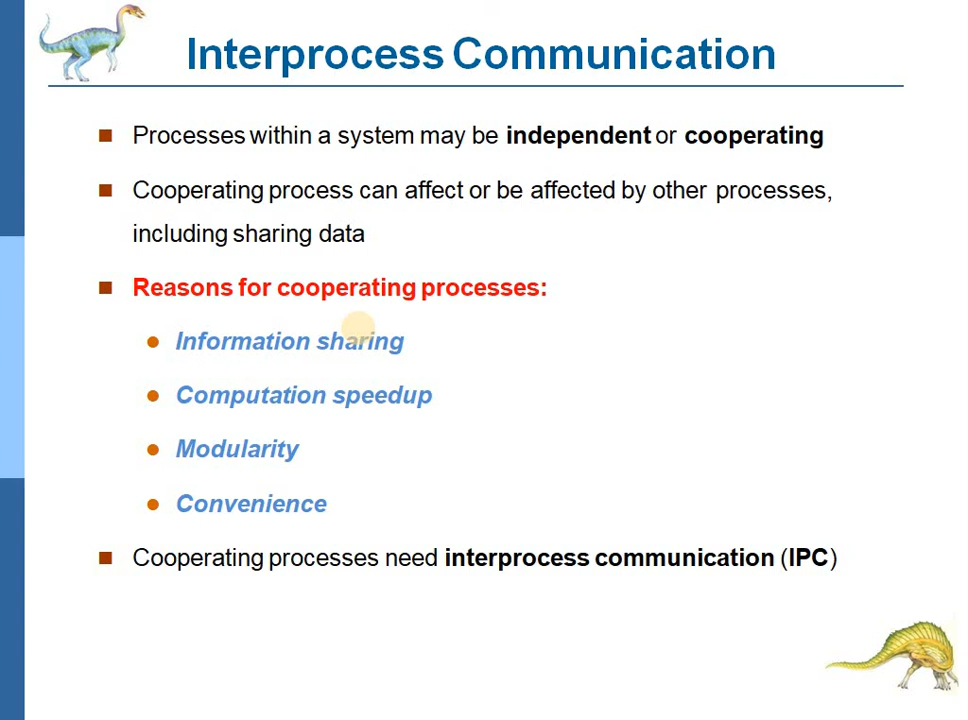 Interprocess Communication
Processes within a system may be independent or cooperating
Cooperating process can affect or be affected by other processes,
including sharing data
Reasons for cooperating processes:
Information sharing
Computation speedup
Modularity
Convenience
Cooperating processes need interprocess communication (IPC)